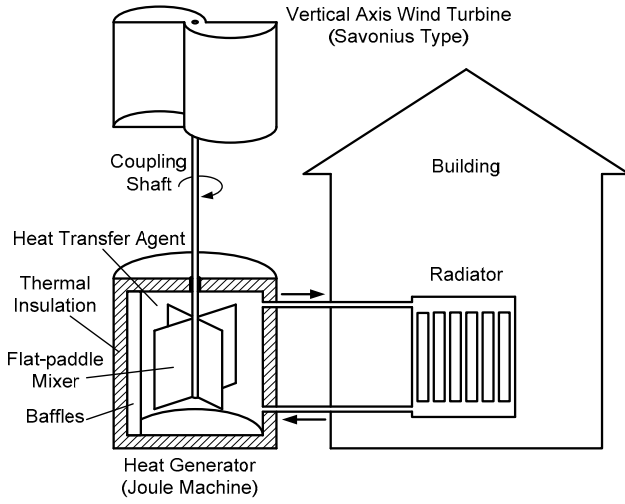 Vertical Axis Wind Turbine
(Savonius Type)
Coupling
Shaft
Building
Heat Transfer Agent
Thermal
Insulation
Radiator
Flat-paddle
Mixer
Baffles
Heat Generator
(Joule Machine)